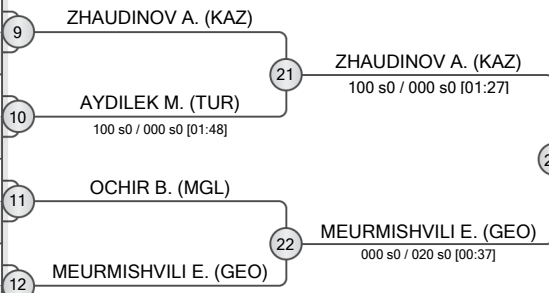 ZHAUDINOV A. (KAZ)
9
21
ZHAUDINOV A. (KAZ)
100 s0 / 000 s0 [01:27]
AYDILEK M. (TUR)
10
100 s0 / 000 s0 [01:48]
OCHIR B. (MGL)
11
22
MEURMISHVILI E. (GEO)
000 s0 / 020 s0 [00:37]
MEURMISHVILI E. (GEO)
12